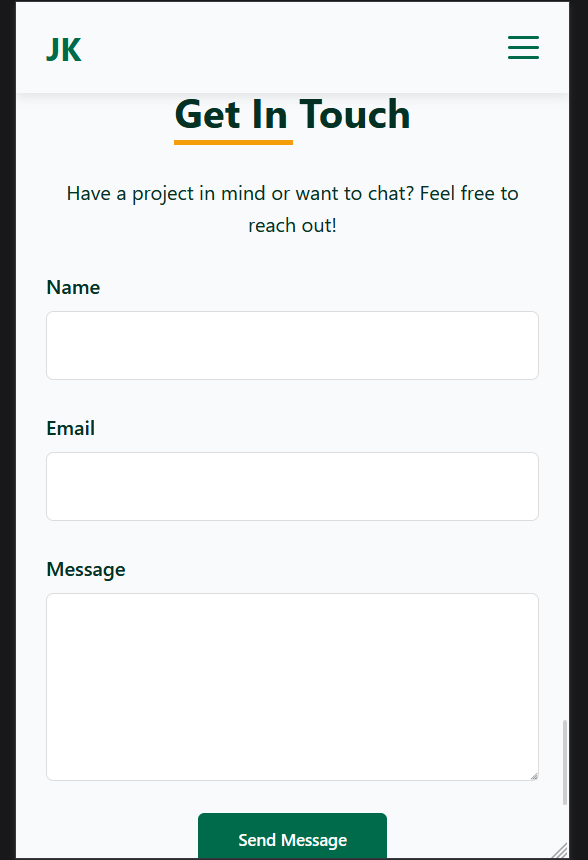 JK
Get In Touch
Have a project in mind or want to chat? Feel free to
reach out!
Name
Email
Message
Send Message